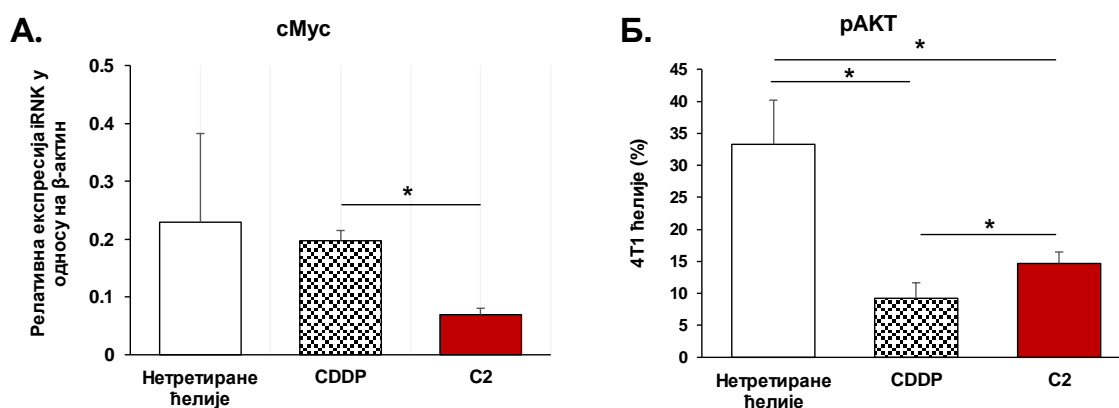 А.
cMyc
Релативна експресија iRNK у
односу на β-актин
0.5
0.4
0.3
0.2
0.1
0
*
Нетретиране
ћелије
CDDP
C2
Б.
pAKT
4T1 ћелије (%)
45
40
35
30
25
20
15
10
5
0
*
*
*
Нетретиране
ћелије
CDDP
C2